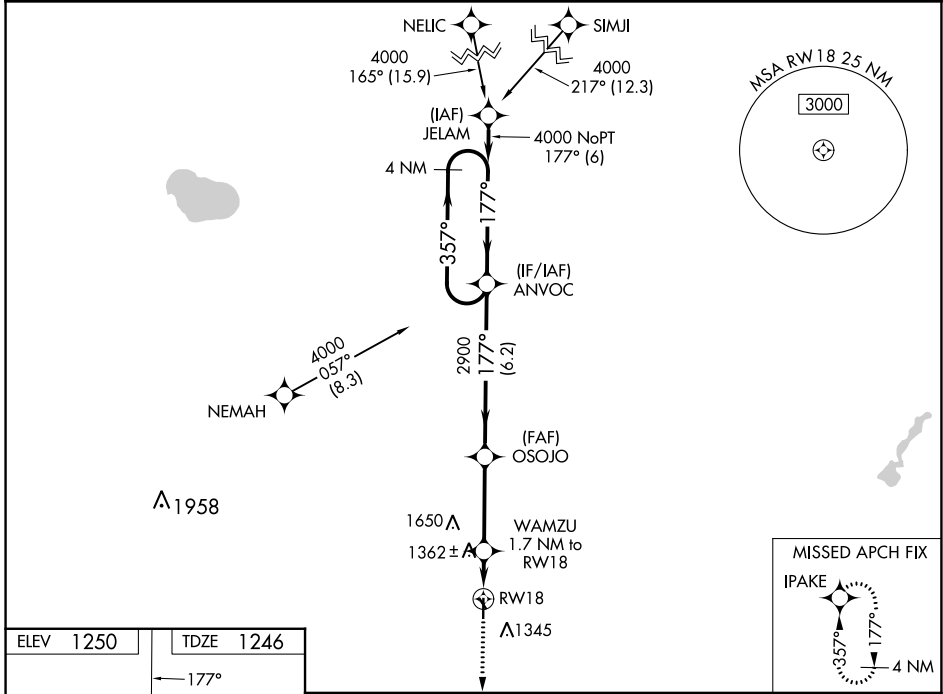 NELIC
SIMJI
4000
165° (15.9)
4000
217° (12.3)
MSA RW18 25 NM
3000
(IAF)
JELAM
4000 NoPT
177° (6)
4 NM
357°
177°
(IF/IAF)
ANVOC
4000
057°
(8.3)
NEMAH
2900
177°
(6.2)
(FAF)
OSOJO
1958
1650
1362 ±
WAMZU
1.7 NM to
RW18
RW18
1345
MISSED APCH FIX
IPAKE
357°
177°
4 NM
ELEV 1250
TDZE 1246
177°